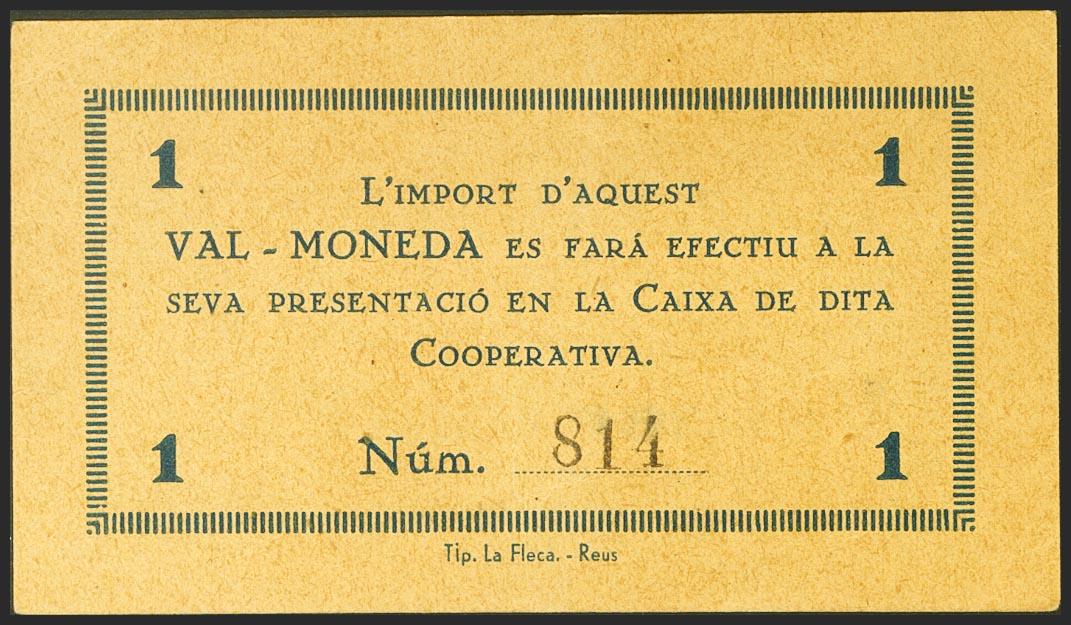 1 1
L'IMPORT D'AQUEST
VAL - MONEDA ES FARÁ EFECTIU A LA
SEVA PRESENTACIÓ EN LA CAIXA DE DITA
COOPERATIVA.
1 Núm. 814 1
Tip. La Fleca. - Reus